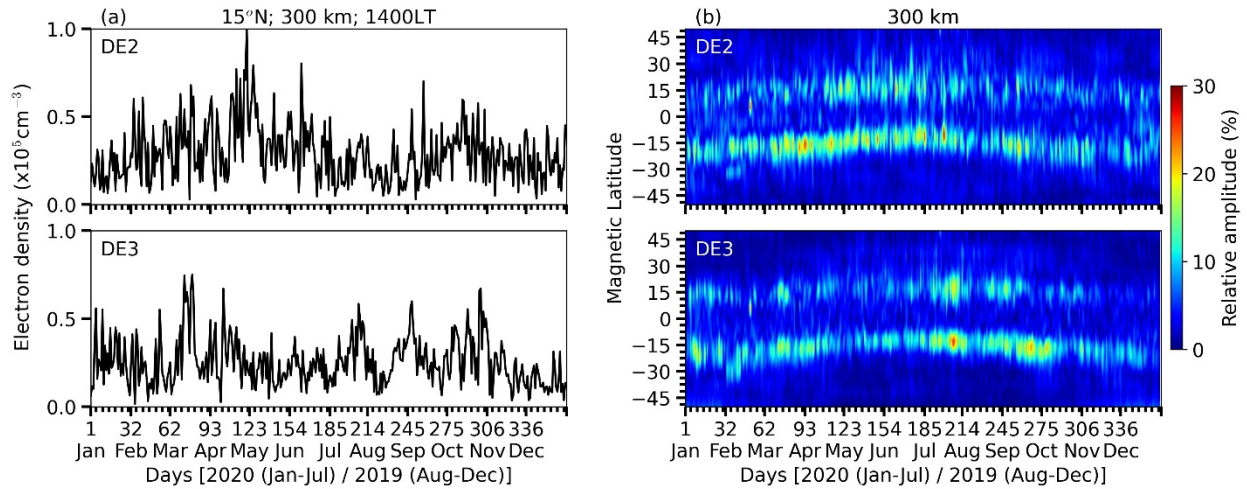 (a) 15°N; 300 km; 1400LT
DE2
1.0
0.5
0.0
Electron density (x10⁵cm⁻³)
DE3
1.0
0.5
0.0
1 32 62 93 123 154 185 214 245 275 306 336
Jan Feb Mar Apr May Jun Jul Aug Sep Oct Nov Dec
Days [2020 (Jan-Jul) / 2019 (Aug-Dec)]
(b) 300 km
DE2
45
30
15
0
−15
−30
−45
Magnetic Latitude
DE3
45
30
15
0
−15
−30
−45
1 32 62 93 123 154 185 214 245 275 306 336
Jan Feb Mar Apr May Jun Jul Aug Sep Oct Nov Dec
Days [2020 (Jan-Jul) / 2019 (Aug-Dec)]
30
20
10
0
Relative amplitude (%)